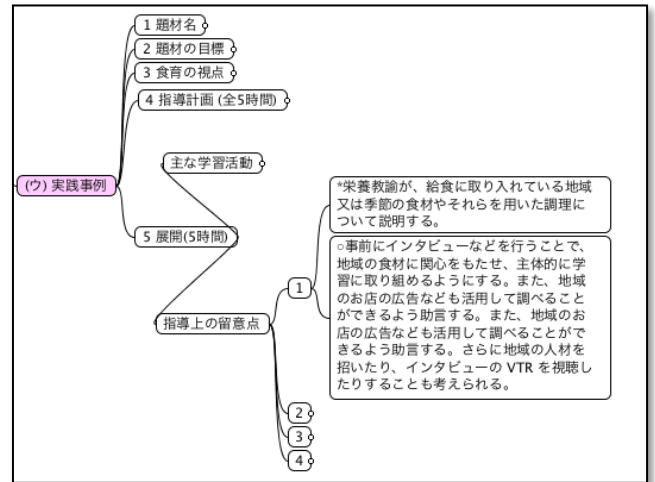 1 題材名
2 題材の目標
3 食育の視点
4 指導計画 (全5時間)
主な学習活動
(ウ) 実践事例
*栄養教諭が、給食に取り入れている地域
又は季節の食材やそれらを用いた調理に
ついて説明する。
5 展開(5時間)
○事前にインタビューなどを行うことで、
地域の食材に関心をもたせ、主体的に学
習に取り組めるようにする。また、地域
のお店の広告なども活用して調べること
ができるよう助言する。また、地域のお
店の広告なども活用して調べることがで
きるよう助言する。さらに地域の人材を
招いたり、インタビューの VTR を視聴し
たりすることも考えられる。
1
指導上の留意点
2
3
4